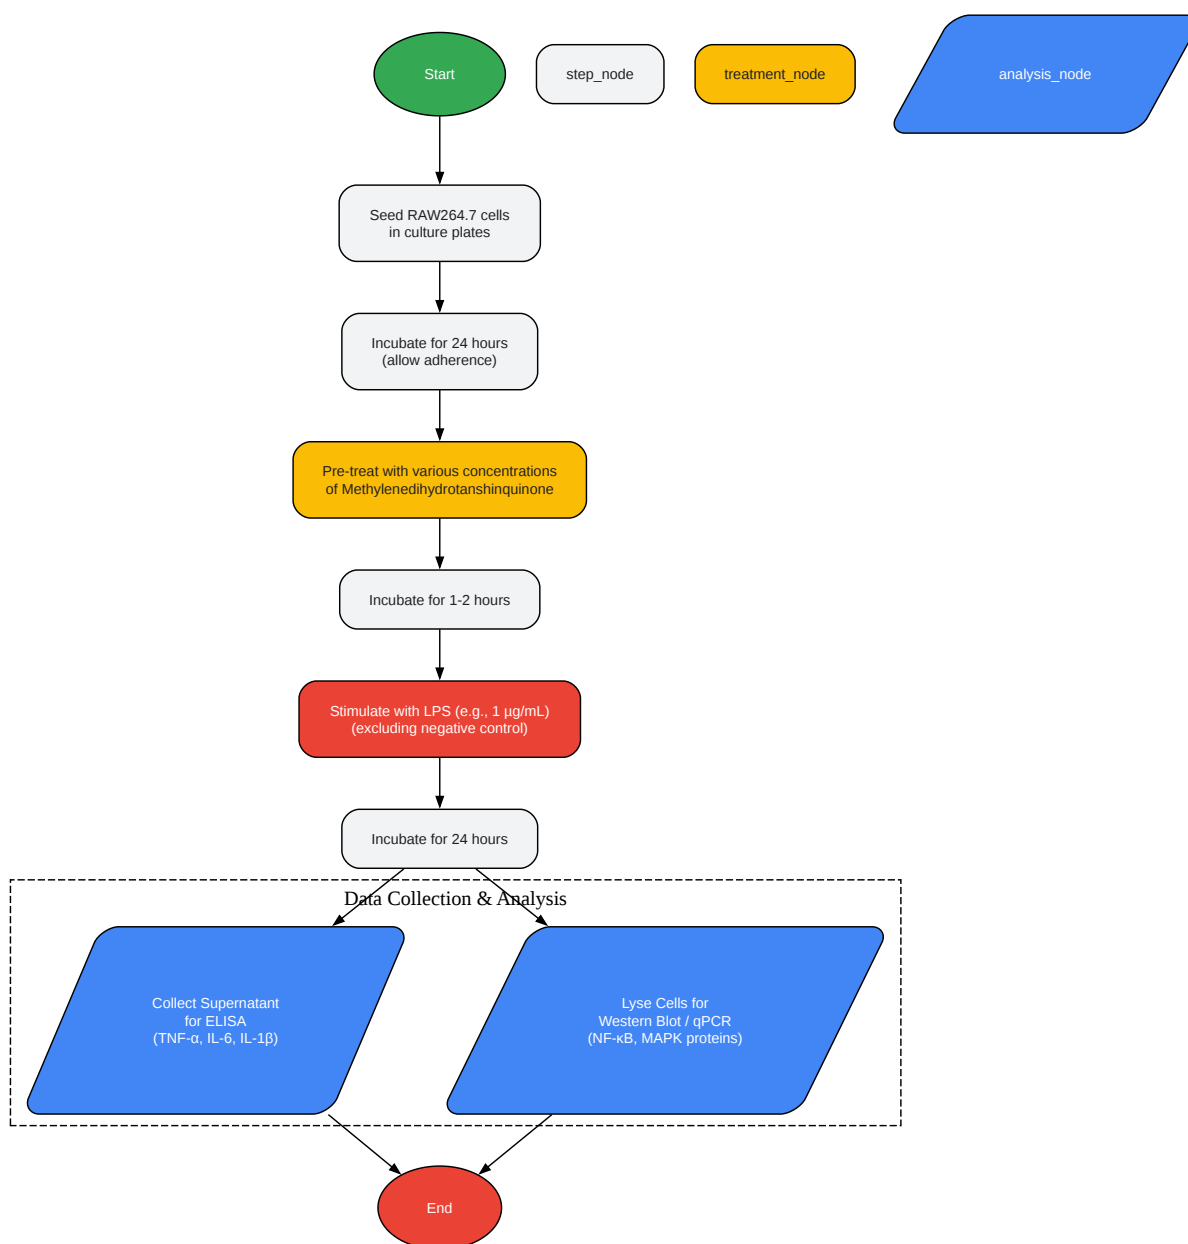 Start
step_node
treatment_node
analysis_node
Seed RAW264.7 cells
in culture plates
Incubate for 24 hours
(allow adherence)
Pre-treat with various concentrations
of Methylenedihydrotanshinquinone
Incubate for 1-2 hours
Stimulate with LPS (e.g., 1 µg/mL)
(excluding negative control)
Incubate for 24 hours
Data Collection & Analysis
Collect Supernatant
for ELISA
(TNF-α, IL-6, IL-1β)
Lyse Cells for
Western Blot / qPCR
(NF-κB, MAPK proteins)
End